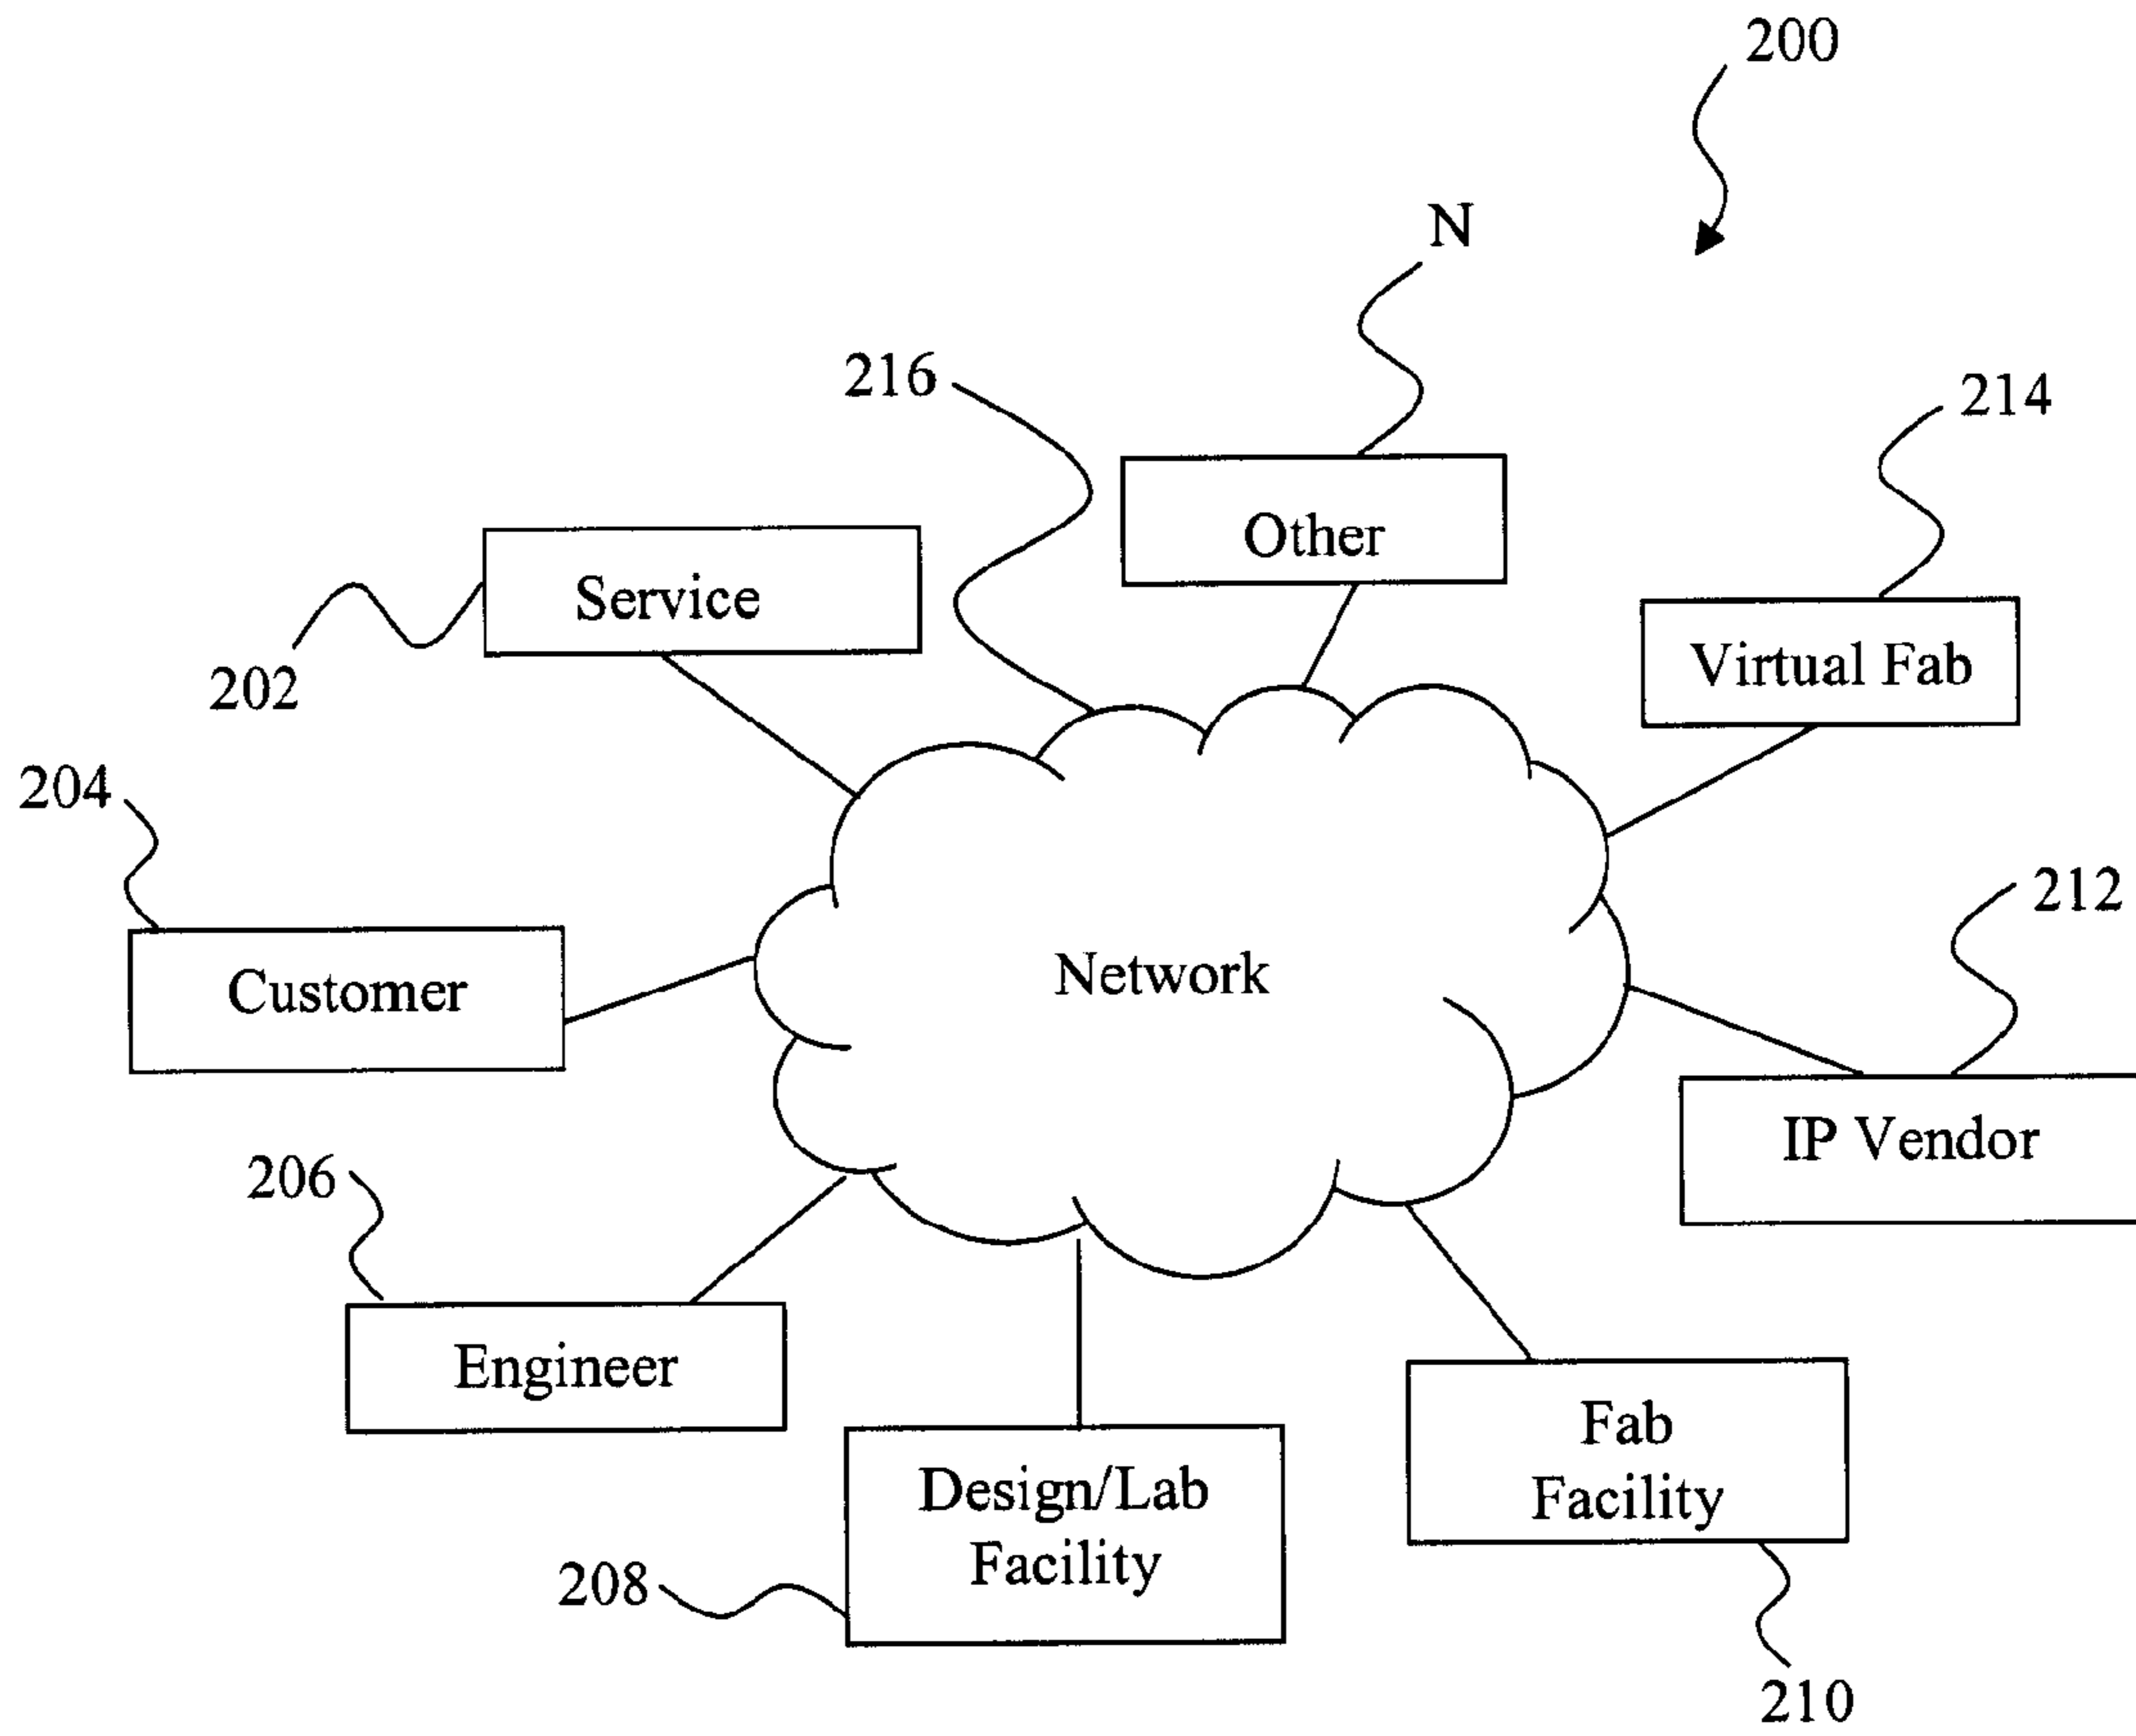 200
N
216
214
Other
Service
Virtual Fab
202
204
212
Network
Customer
IP Vendor
206
Engineer
Fab
Facility
Design/Lab
Facility
208
210